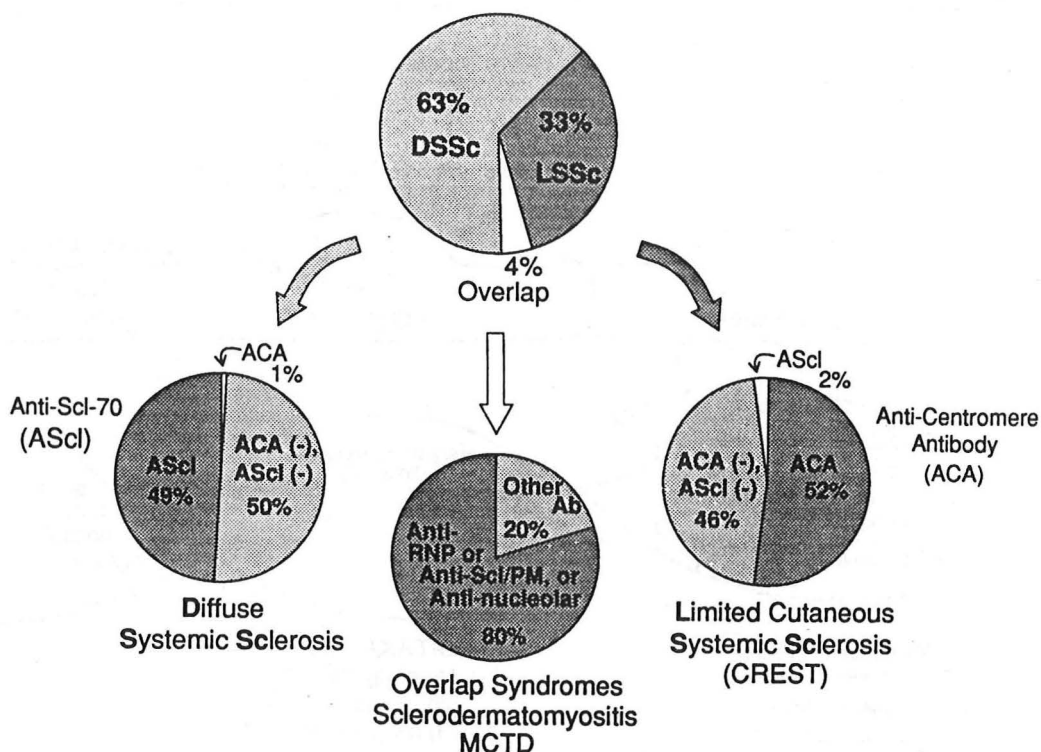 63%
DSSc
33%
LSSc
4%
Overlap
ACA
1%
Anti-Scl-70
(AScl)
AScl
49%
ACA (-),
AScl (-)
50%
Diffuse
Systemic Sclerosis
Other
Ab
20%
Anti-
RNP or
Anti-Scl/PM, or
Anti-nucleolar
80%
Overlap Syndromes
Sclerodermatomyositis
MCTD
AScl
2%
ACA (-),
AScl (-)
46%
ACA
52%
Anti-Centromere
Antibody
(ACA)
Limited Cutaneous
Systemic Sclerosis
(CREST)